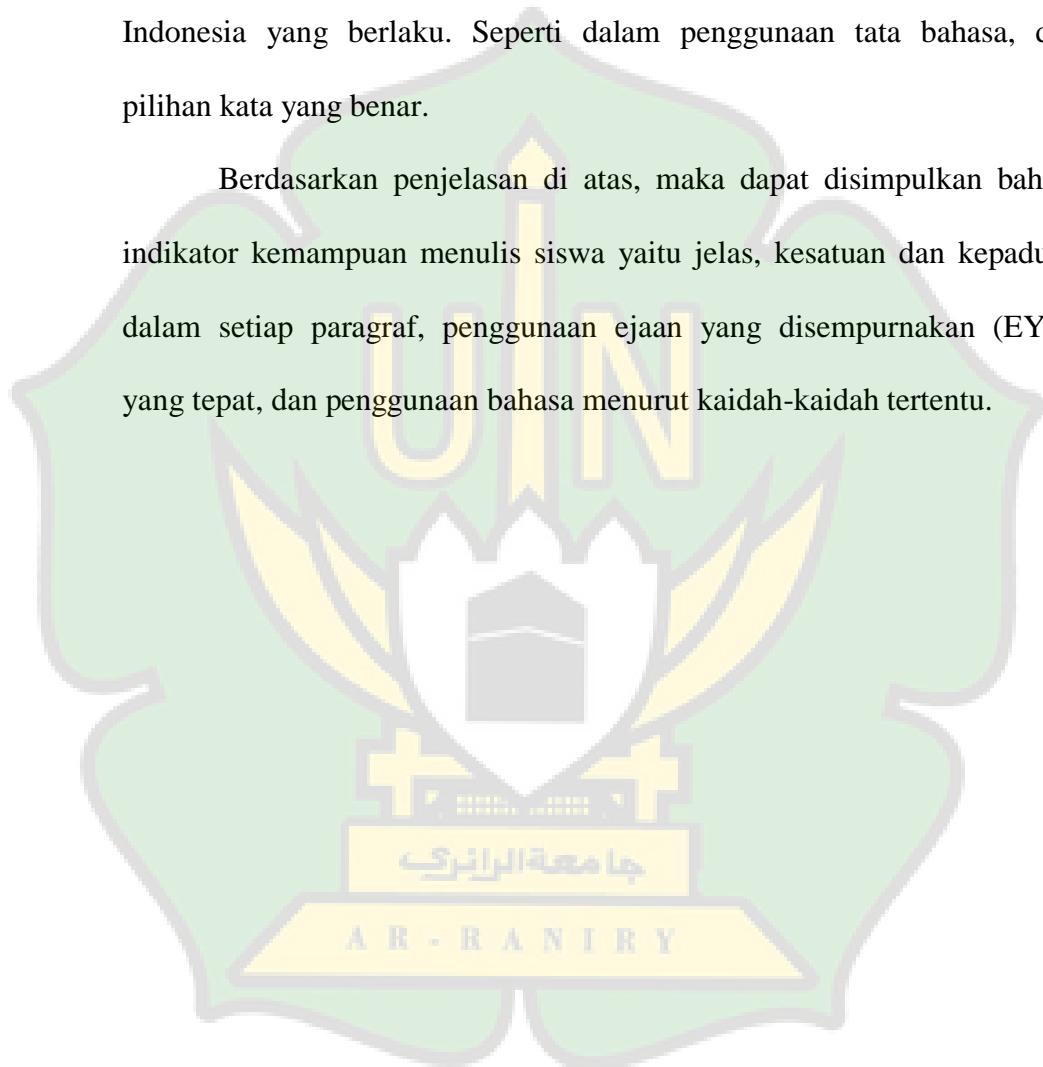 Indonesia yang berlaku. Seperti dalam penggunaan tata bahasa,
pilihan kata yang benar.
Berdasarkan penjelasan di atas, maka dapat disimpulkan bah
indikator kemampuan menulis siswa yaitu jelas, kesatuan dan kepadu
dalam setiap paragraf, penggunaan ejaan yang disempurnakan (EY
yang tepat, dan penggunaan bahasa menurut kaidah-kaidah tertentu.
UIN
جامعة الرانري
AR-RANIRY